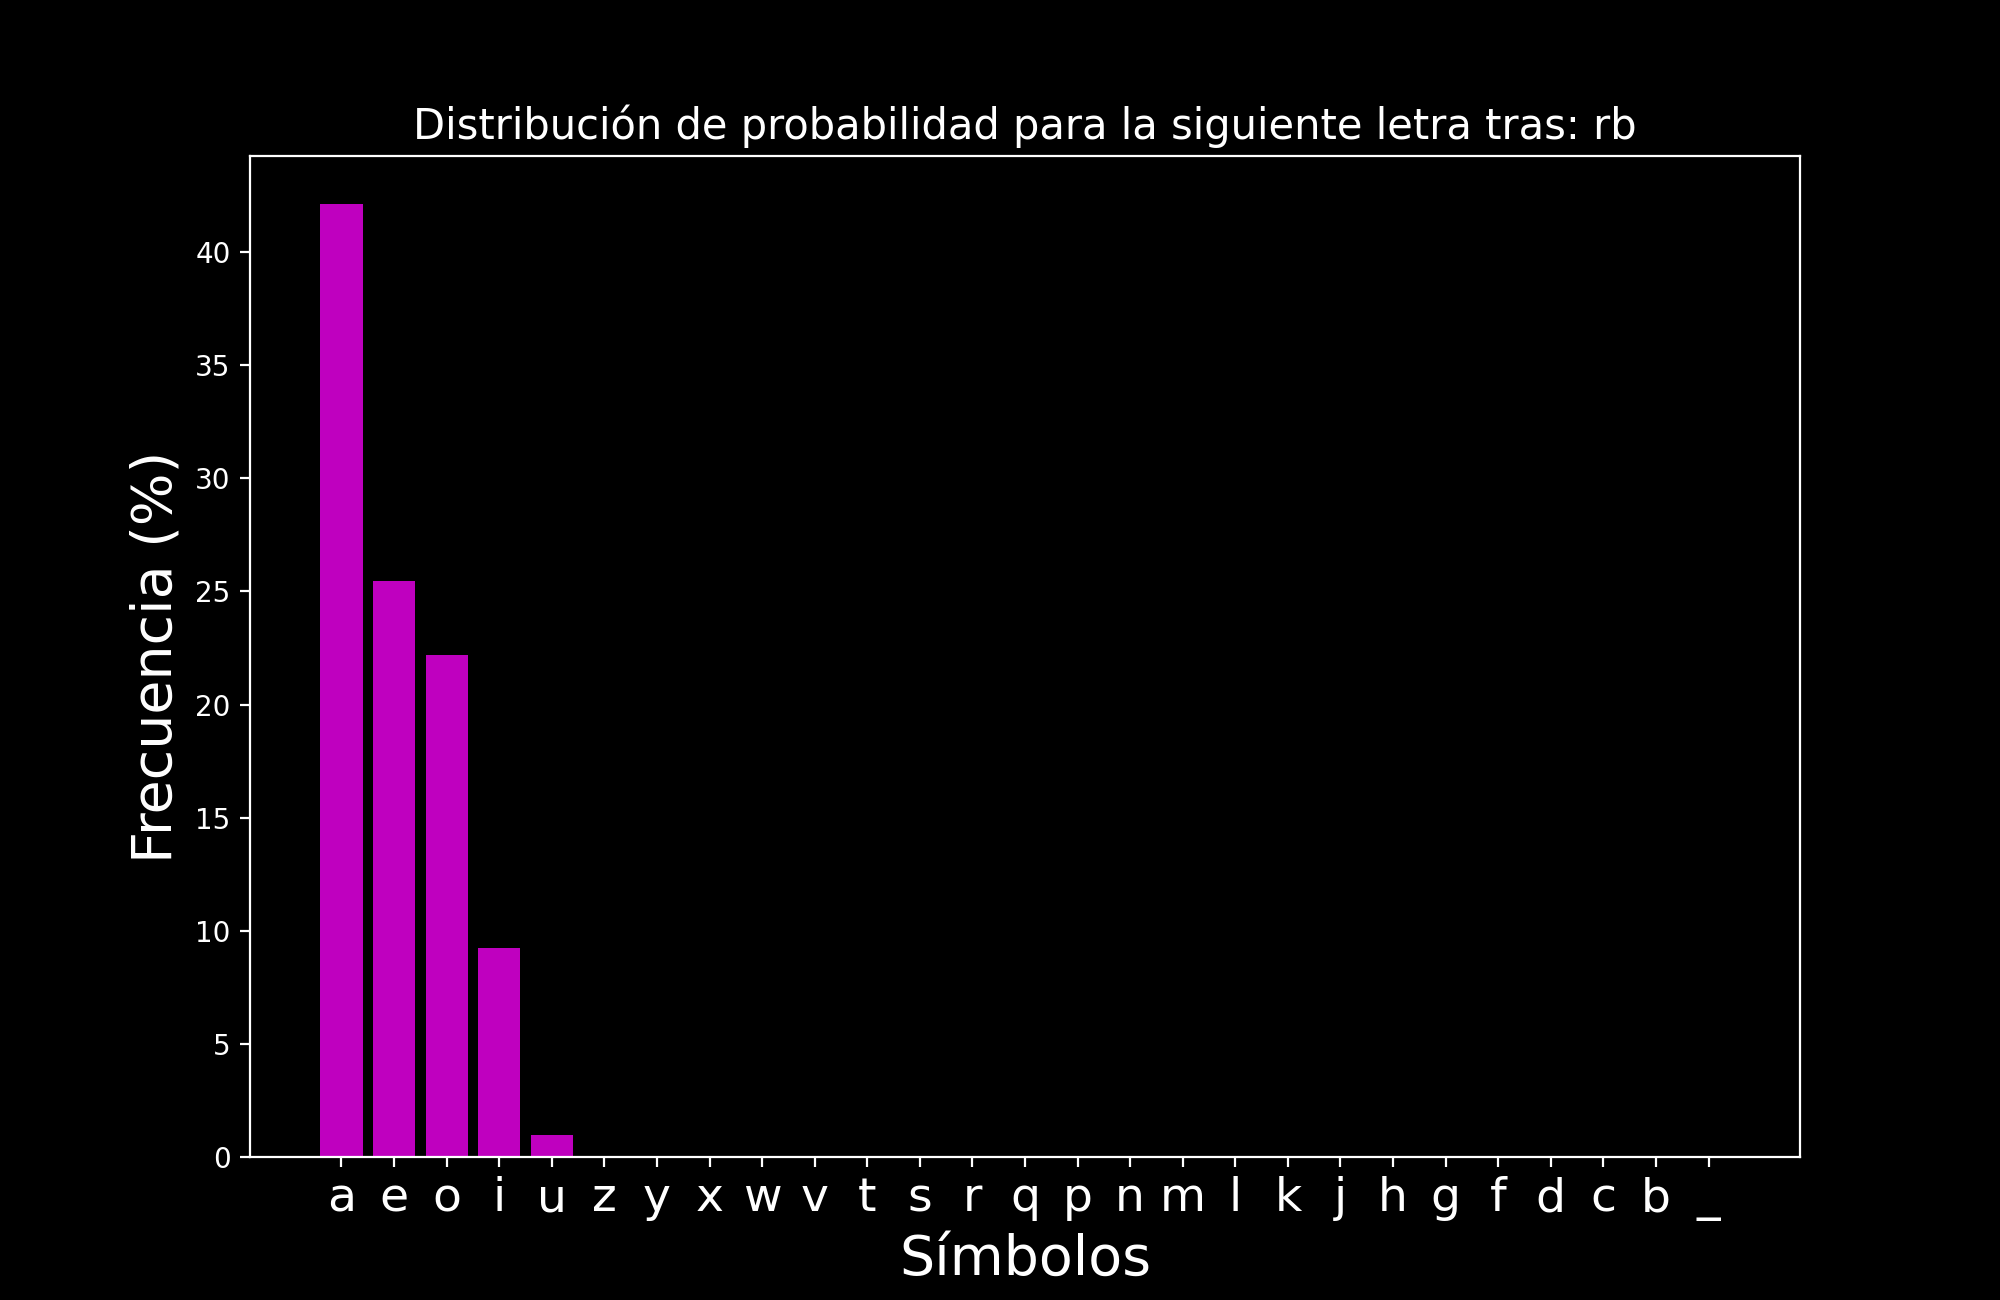 Distribución de probabilidad para la siguiente letra tras: rb
Frecuencia (%)
40
35
30
25
20
15
10
5
0
a e o i u z y x w v t s r q p n m l k j h g f d c b _
Símbolos